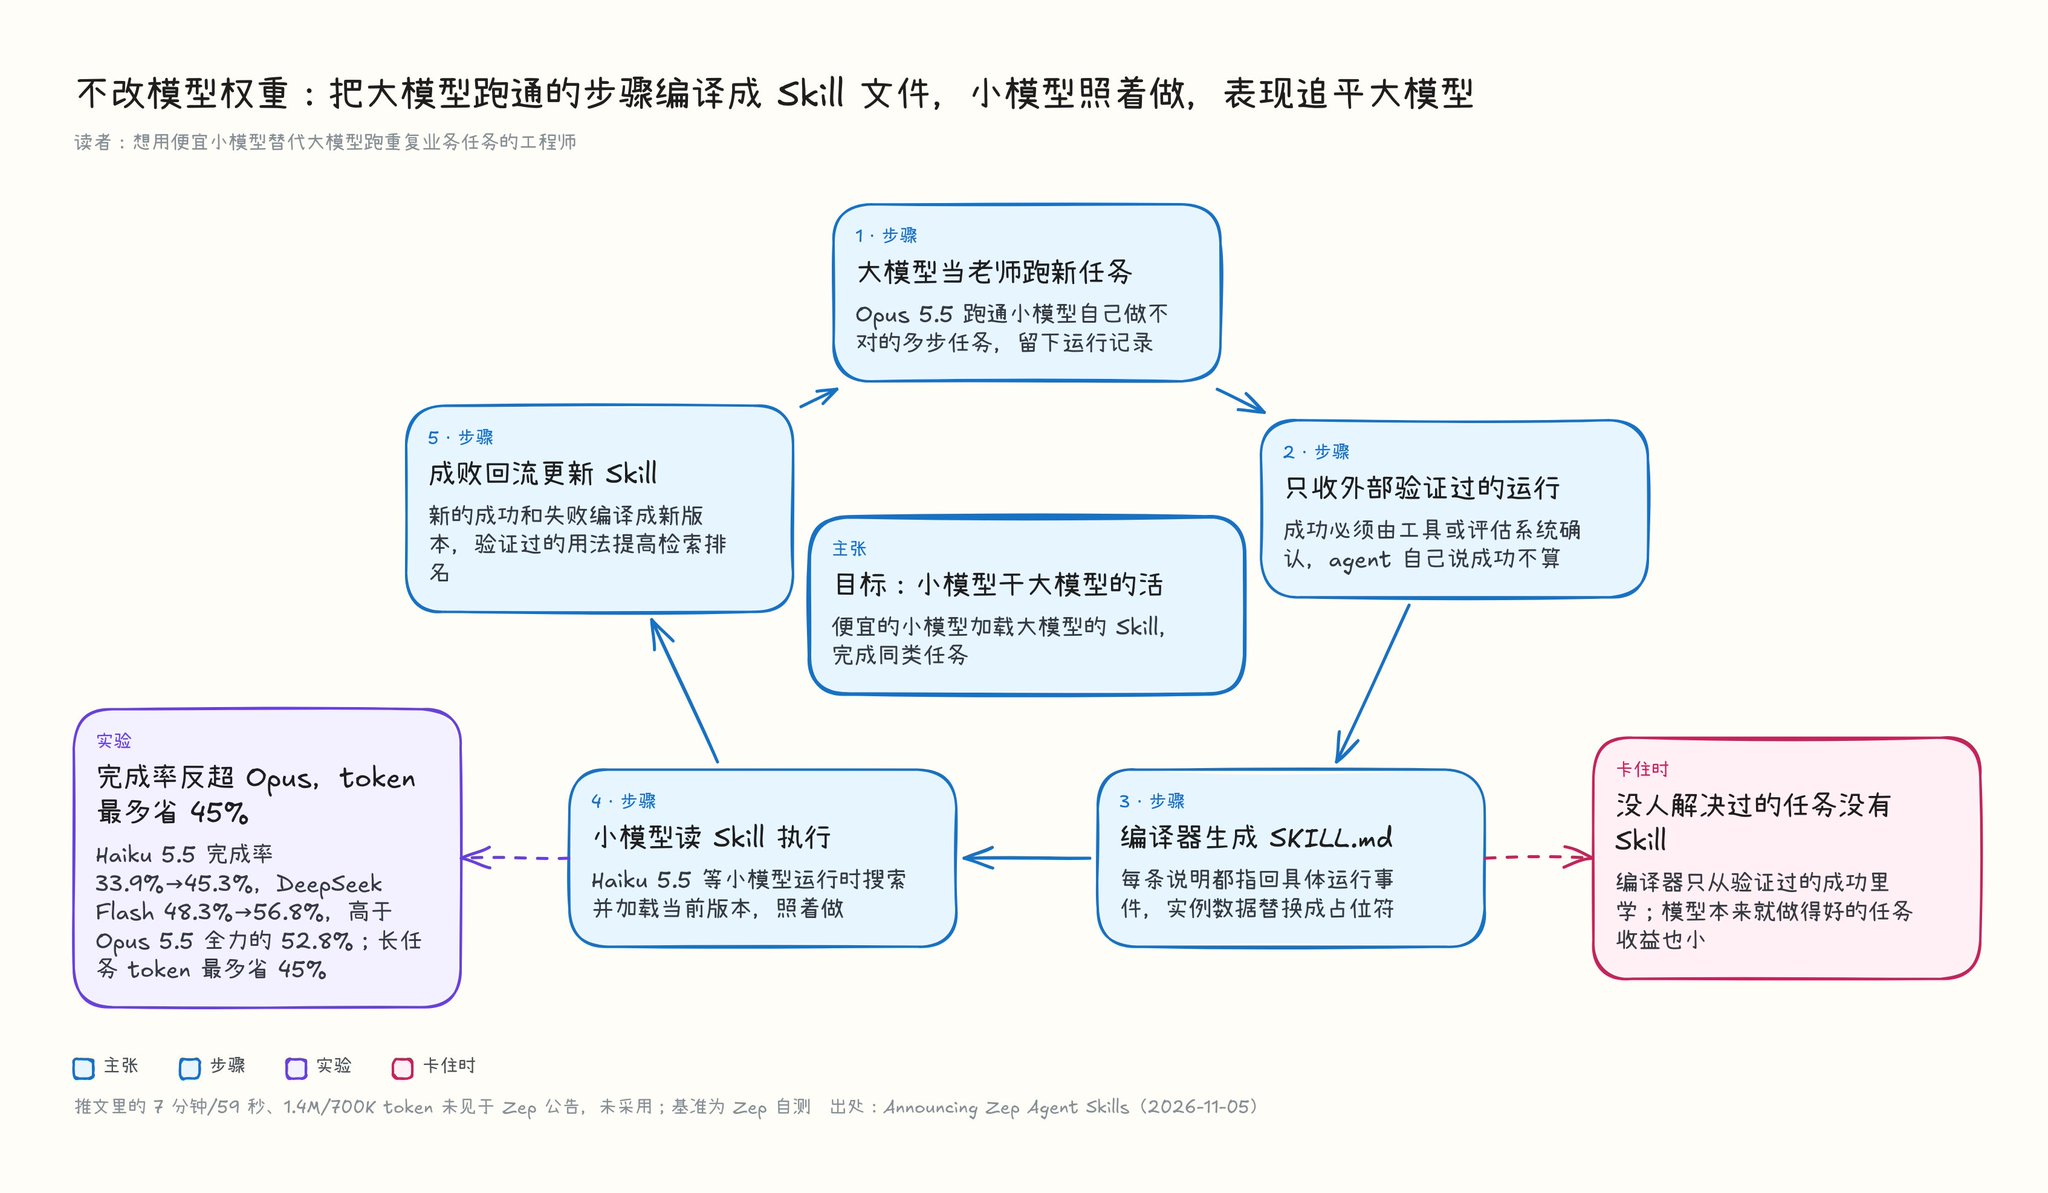 不改模型权重：把大模型跑通的步骤编译成 Skill 文件，小模型照着做，表现追平大模型
读者：想用便宜小模型替代大模型跑重复业务任务的工程师
1 · 步骤
大模型当老师跑新任务
Opus 5.5 跑通小模型自己做不
对的多步任务，留下运行记录
2 · 步骤
只收外部验证过的运行
成功必须由工具或评估系统确
认，agent 自己说成功不算
5 · 步骤
成败回流更新 Skill
新的成功和失败编译成新版
本，验证过的用法提高检索排
名
主张
目标：小模型干大模型的活
便宜的小模型加载大模型的 Skill，
完成同类任务
实验
完成率反超 Opus，token
最多省 45%
Haiku 5.5 完成率
33.9%→45.3%，DeepSeek
Flash 48.3%→56.8%，高于
Opus 5.5 全力的 52.8%；长任
务 token 最多省 45%
4 · 步骤
小模型读 Skill 执行
Haiku 5.5 等小模型运行时搜索
并加载当前版本，照着做
3 · 步骤
编译器生成 SKILL.md
每条说明都指回具体运行事
件，实例数据替换成占位符
卡住时
没人解决过的任务没有
Skill
编译器只从验证过的成功里
学；模型本来就做得好的任务
收益也小
主张 步骤 实验 卡住时
推文里的 7 分钟/59 秒、1.4M/700K token 未见于 Zep 公告，未采用；基准为 Zep 自测 出处：Announcing Zep Agent Skills（2026-11-05）